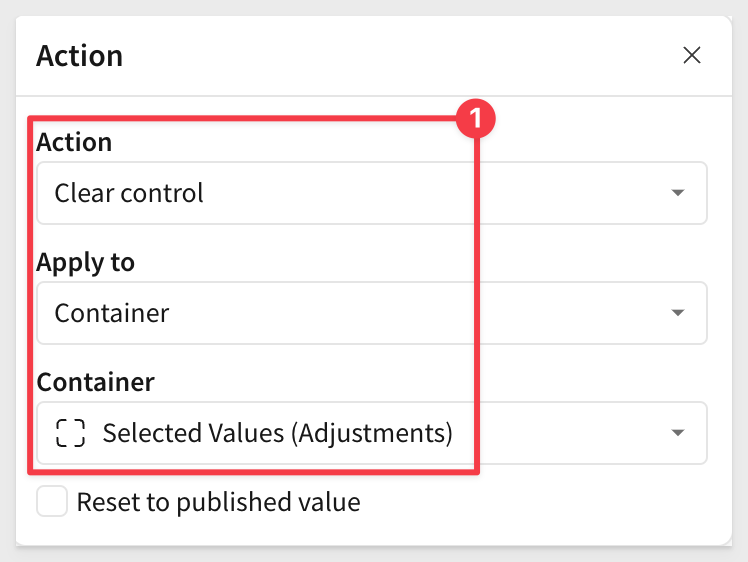 Action
1
Action
Clear control
Apply to
Container
Container
Selected Values (Adjustments)
Reset to published value